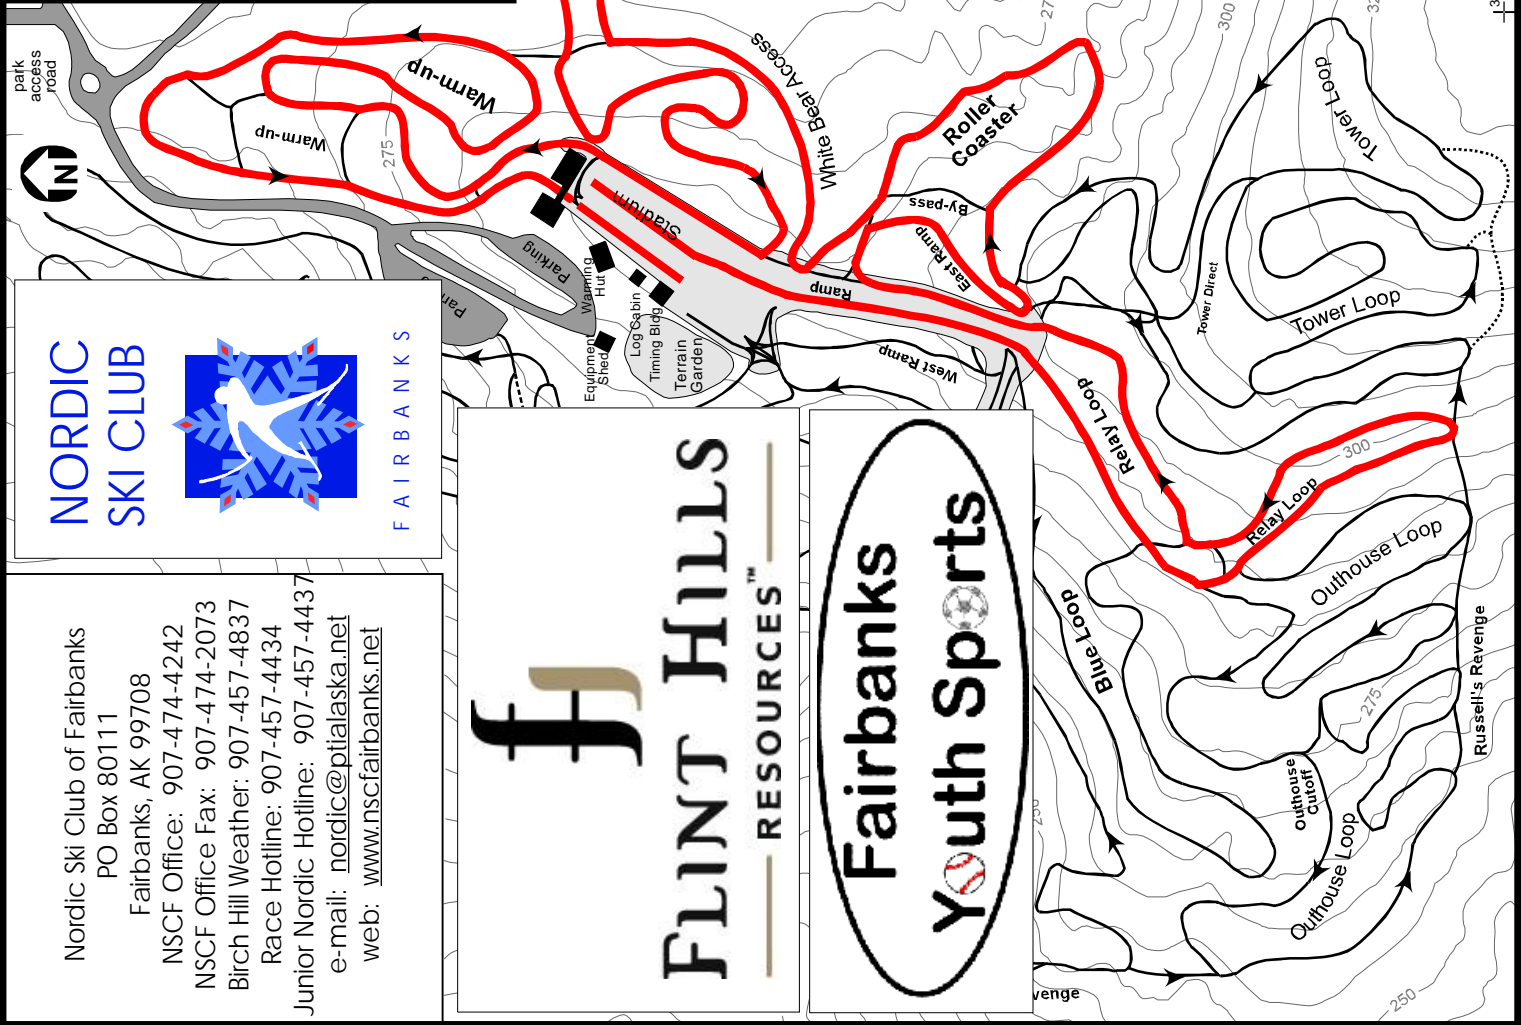 park
access
road
N
Warm-up
Warm-up
275
White Bear Access
Stadium
Parking
Ramp
Roller
Coaster
By-pass
East Ramp
West Ramp
Warming
Hut
Log Cabin
Timing Bldg
Equipment
Shed
Terrain
Garden
300
Tower Loop
Tower Direct
Tower Loop
Relay Loop
Relay Loop
300
Outhouse Loop
Blue Loop
275
Russell's Revenge
Outhouse
Cutoff
Outhouse Loop
250
venge
NORDIC
SKI CLUB
FAIRBANKS
Nordic Ski Club of Fairbanks
PO Box 80111
Fairbanks, AK 99708
NSCF Office: 907-474-4242
NSCF Office Fax: 907-474-2073
Birch Hill Weather: 907-457-4837
Race Hotline: 907-457-4434
Junior Nordic Hotline: 907-457-4437
e-mail: nordic@ptialaska.net
web: www.nscfairbanks.net
FLINT HILLS
RESOURCES™
Fairbanks
Youth Sports